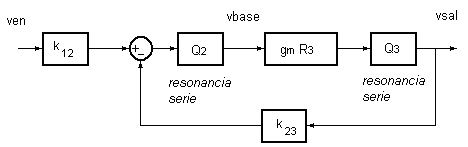 ven
vbase
vsal
k12
+
−
Q2
gm R3
Q3
resonancia
serie
resonancia
serie
k23